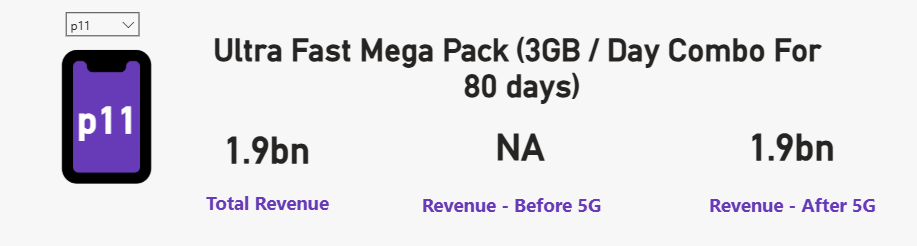 p11
p11
Ultra Fast Mega Pack (3GB / Day Combo For
80 days)
1.9bn
NA
1.9bn
Total Revenue
Revenue - Before 5G
Revenue - After 5G